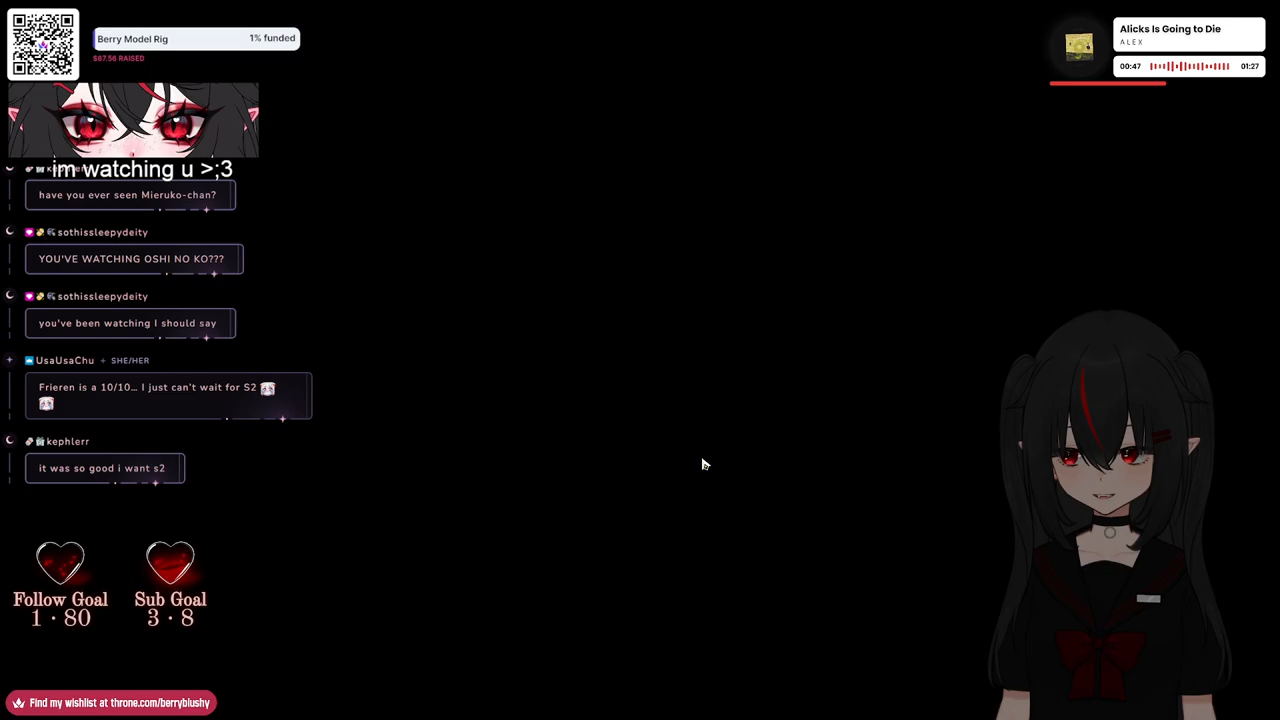 Berry Model Rig
1% funded
$87.56 RAISED
Alicks Is Going to Die
ALEX
00:47
01:27
im watching u >;3
have you ever seen Mieruko-chan?
sothissleepydeity
YOU'VE WATCHING OSHI NO KO???
sothissleepydeity
you've been watching I should say
UsaUsaChu + SHE/HER
Frieren is a 10/10… I just can't wait for S2
kephlerr
it was so good i want s2
Follow Goal
1 · 80
Sub Goal
3 · 8
Find my wishlist at throne.com/berryblushy